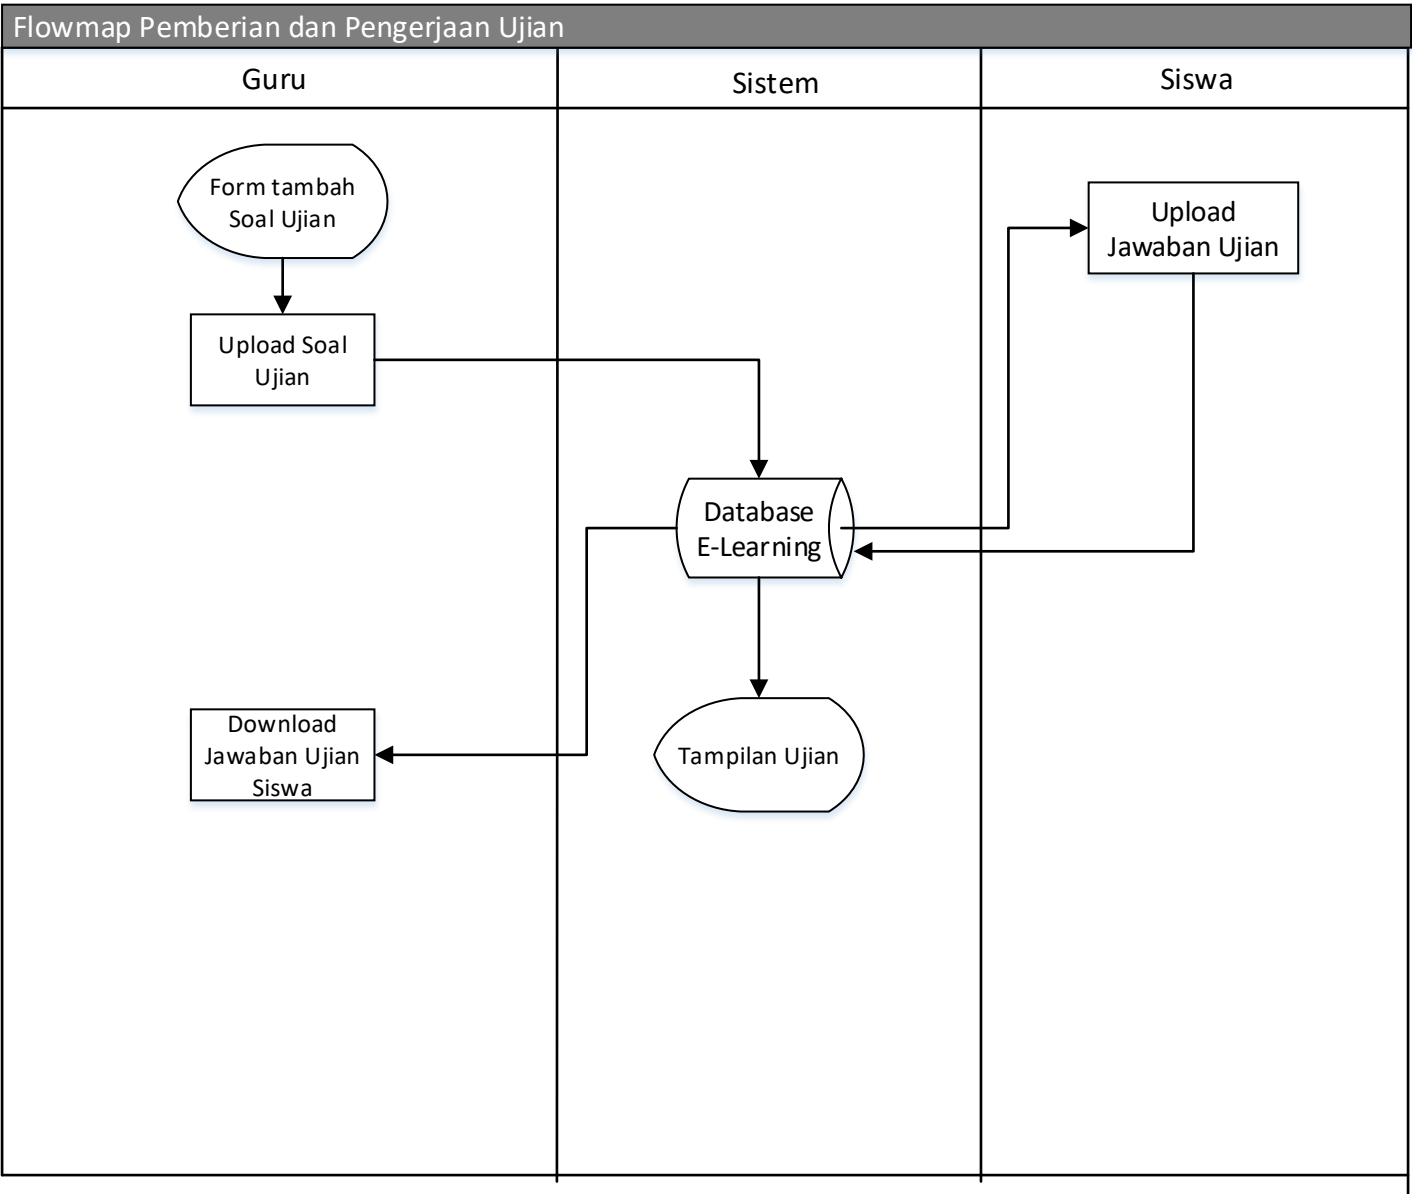 Flowmap Pemberian dan Pengerjaan Ujian
Guru
Sistem
Siswa
Form tambah
Soal Ujian
Upload
Jawaban Ujian
Upload Soal
Ujian
Database
E-Learning
Download
Jawaban Ujian
Siswa
Tampilan Ujian